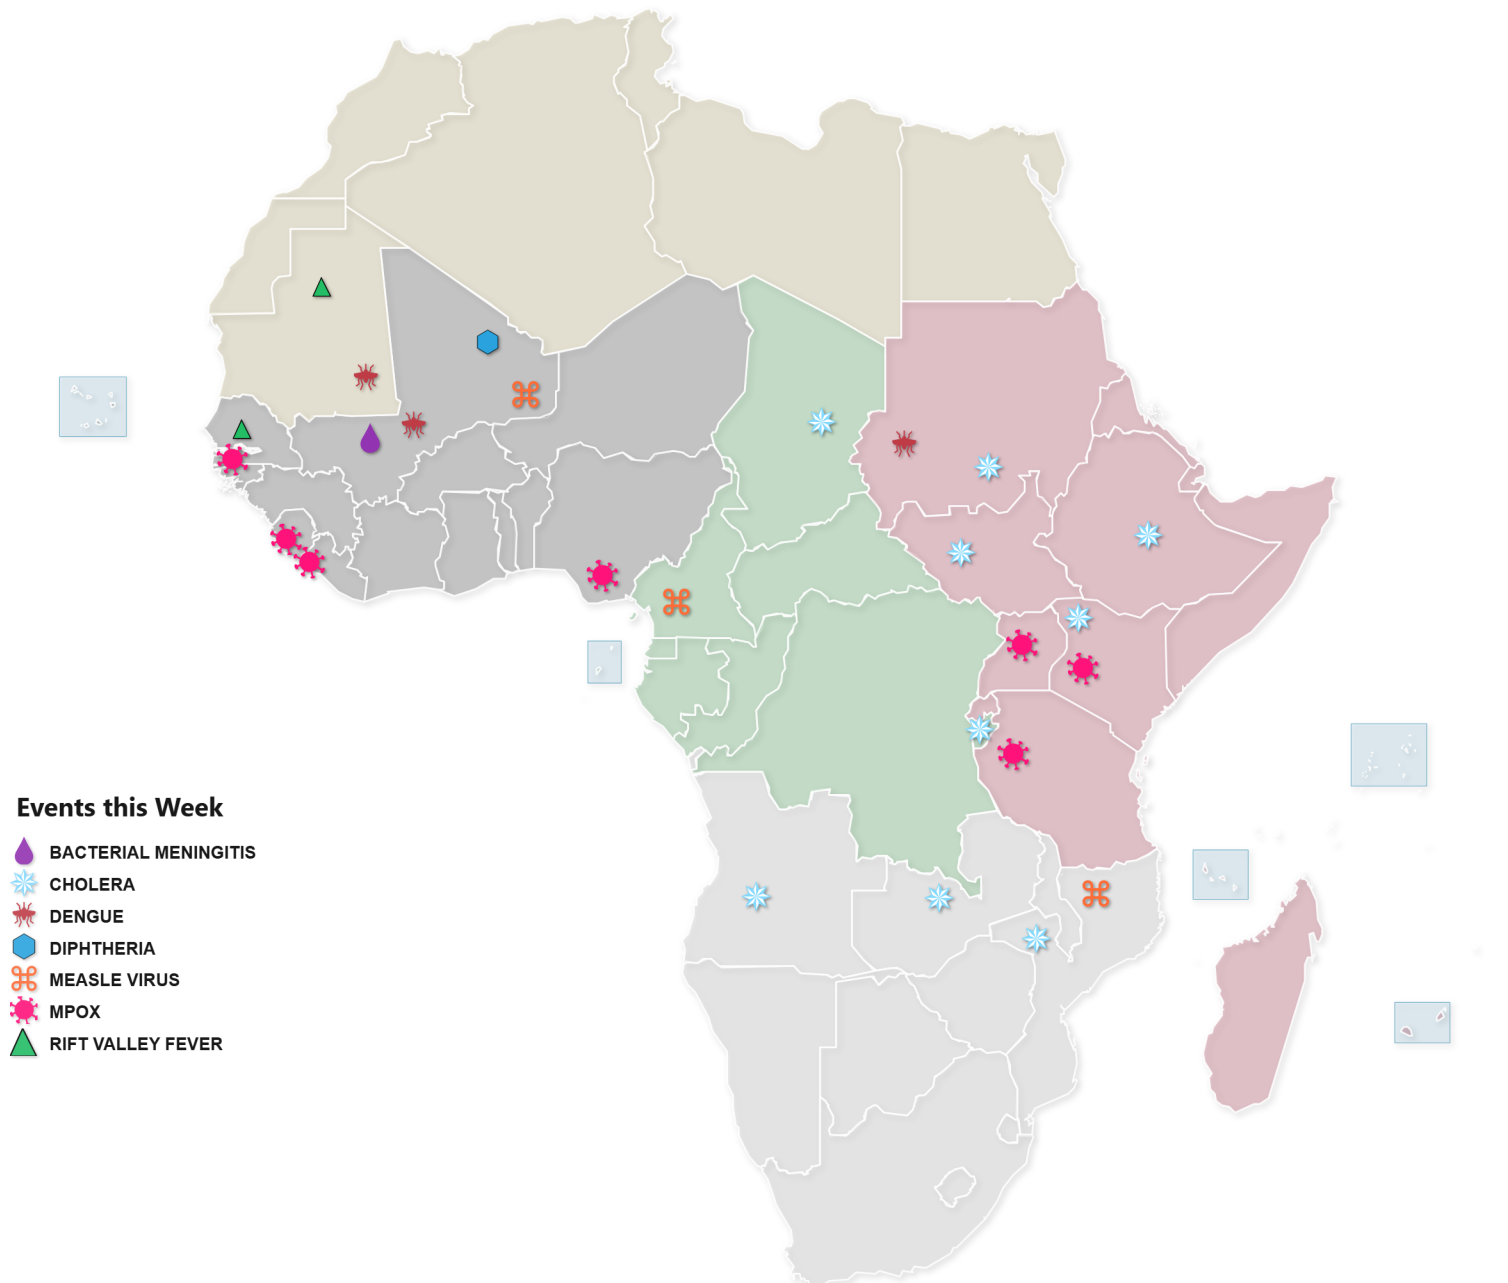 Events this Week
BACTERIAL MENINGITIS
CHOLERA
DENGUE
DIPHTHERIA
MEASLE VIRUS
MPOX
RIFT VALLEY FEVER